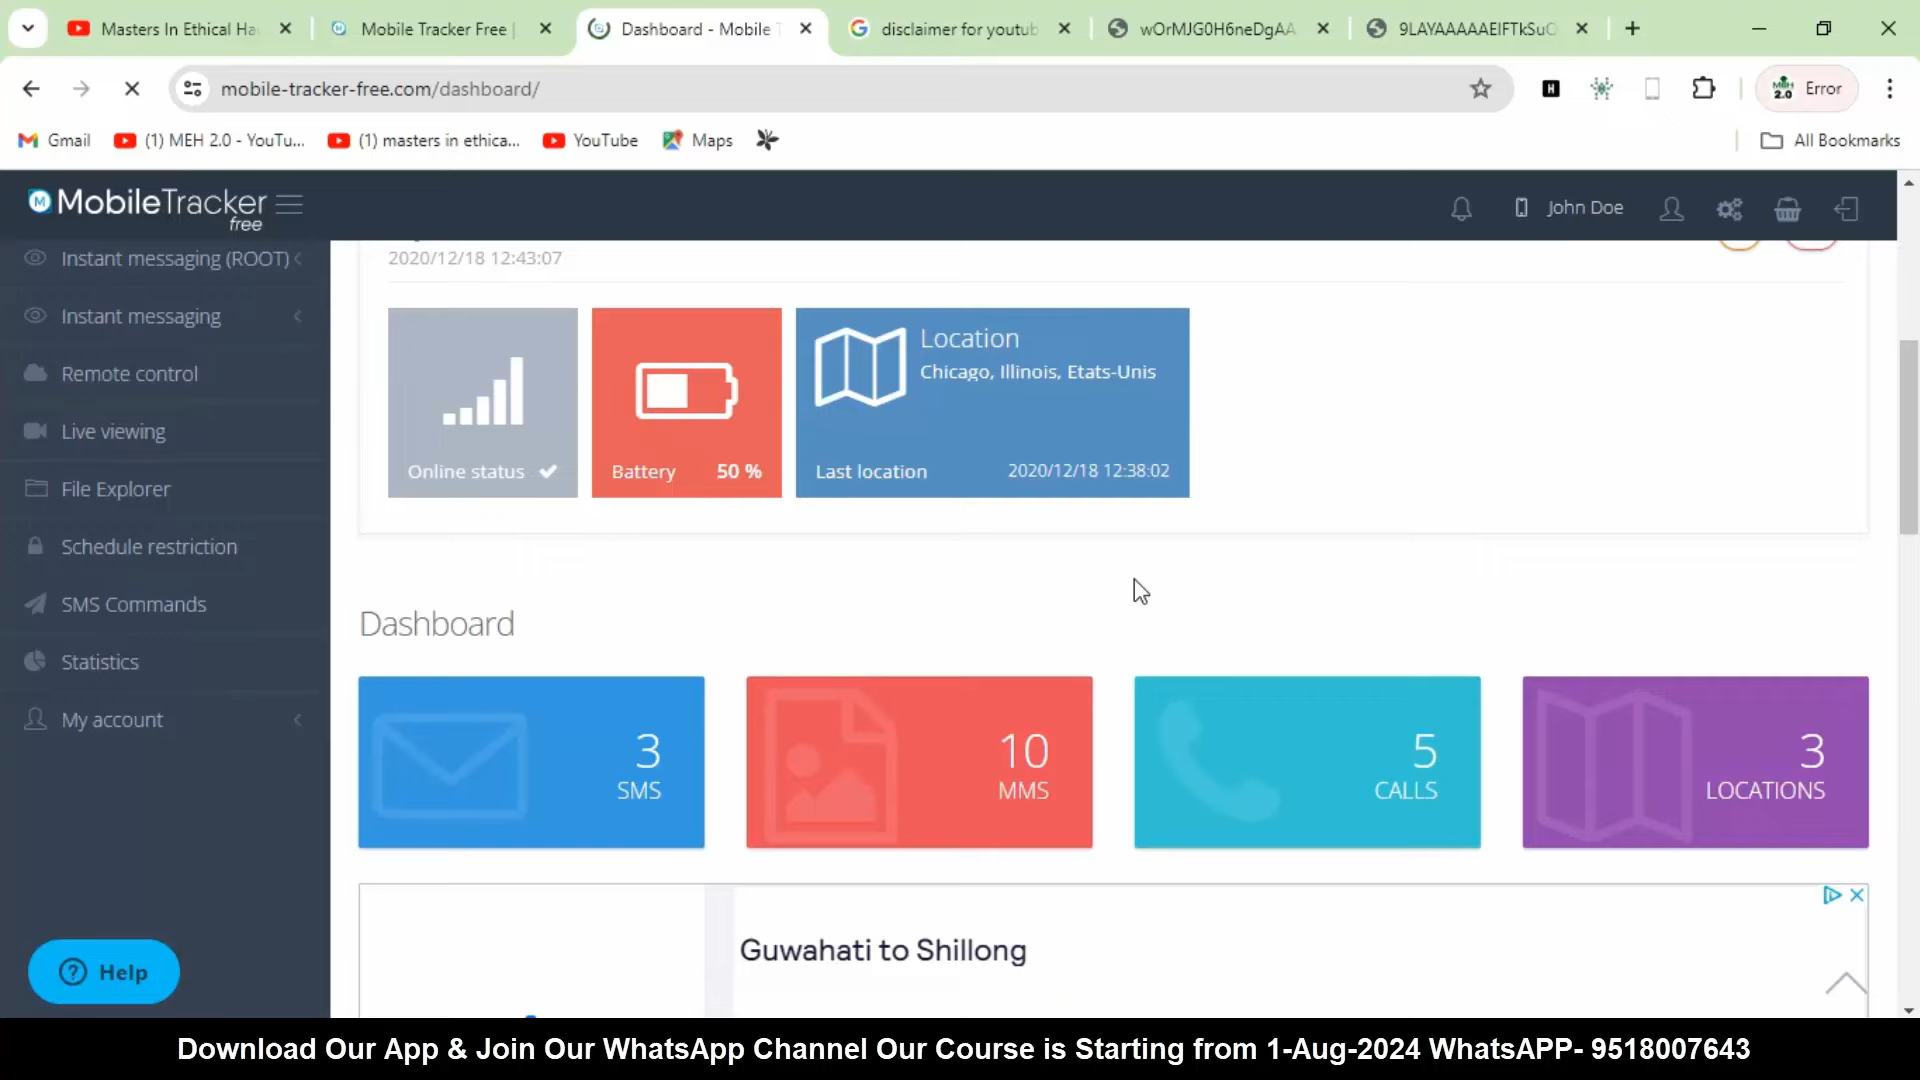 Masters In Ethical Ha
Mobile Tracker Free |
Dashboard - Mobile T
disclaimer for youtub
wOrMJG0H6neDgAA
9LAYAAAAAEIFTkSuC
mobile-tracker-free.com/dashboard/
H
MEH 2.0
Error
Gmail
(1) MEH 2.0 - YouTu...
(1) masters in ethica...
YouTube
Maps
All Bookmarks
MobileTracker
free
John Doe
Instant messaging (ROOT)
Instant messaging
Remote control
Live viewing
File Explorer
Schedule restriction
SMS Commands
Statistics
My account
Help
2020/12/18 12:43:07
Online status
Battery 50 %
Location
Chicago, Illinois, Etats-Unis
Last location 2020/12/18 12:38:02
Dashboard
3
SMS
10
MMS
5
CALLS
3
LOCATIONS
Guwahati to Shillong
Download Our App & Join Our WhatsApp Channel Our Course is Starting from 1-Aug-2024 WhatsAPP- 9518007643